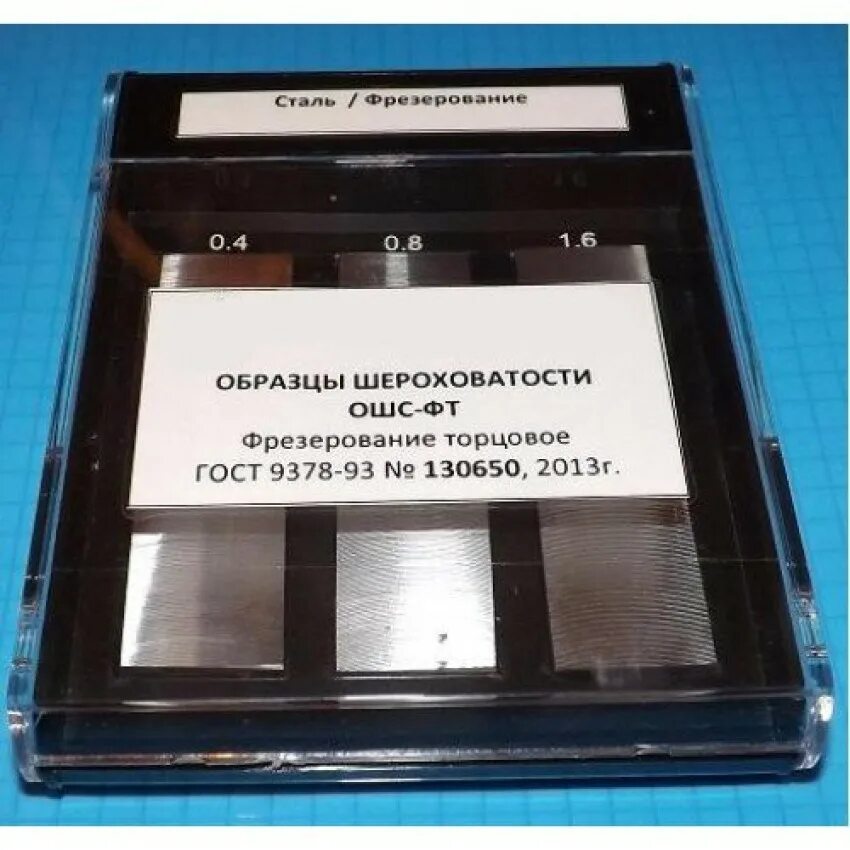 Сталь / Фрезерование
0.4 0.8 1.6
ОБРАЗЦЫ ШЕРОХОВАТОСТИ
ОШС-ФТ
Фрезерование торцовое
ГОСТ 9378-93 № 130650, 2013г.